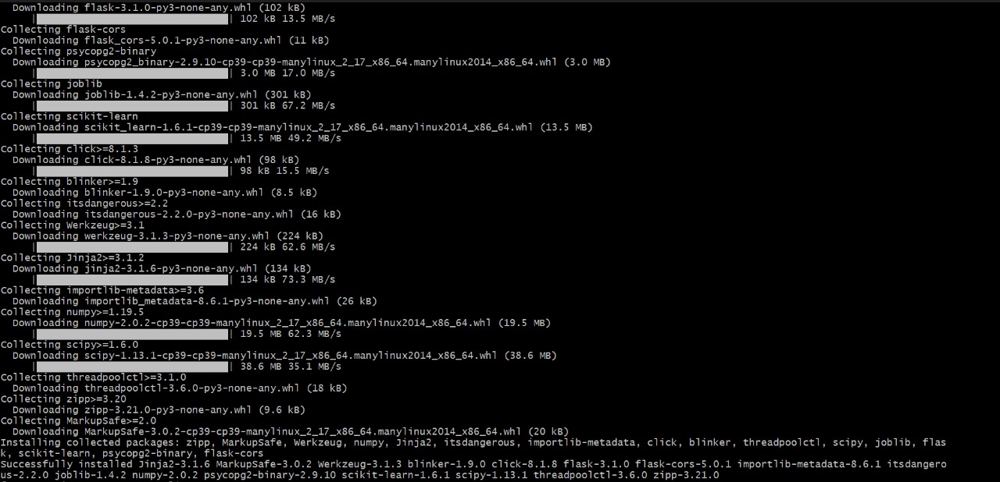 Downloading flask-3.1.0-py3-none-any.whl (102 kB)
|████████████████████████████████| 102 kB 13.5 MB/s
Collecting flask-cors
Downloading flask_cors-5.0.1-py3-none-any.whl (11 kB)
Collecting psycopg2-binary
Downloading psycopg2_binary-2.9.10-cp39-cp39-manylinux_2_17_x86_64.manylinux2014_x86_64.whl (3.0 MB)
|████████████████████████████████| 3.0 MB 17.0 MB/s
Collecting joblib
Downloading joblib-1.4.2-py3-none-any.whl (301 kB)
|████████████████████████████████| 301 kB 67.2 MB/s
Collecting scikit-learn
Downloading scikit_learn-1.6.1-cp39-cp39-manylinux_2_17_x86_64.manylinux2014_x86_64.whl (13.5 MB)
|████████████████████████████████| 13.5 MB 49.2 MB/s
Collecting click>=8.1.3
Downloading click-8.1.8-py3-none-any.whl (98 kB)
|████████████████████████████████| 98 kB 15.5 MB/s
Collecting blinker>=1.9
Downloading blinker-1.9.0-py3-none-any.whl (8.5 kB)
Collecting itsdangerous>=2.2
Downloading itsdangerous-2.2.0-py3-none-any.whl (16 kB)
Collecting Werkzeug>=3.1
Downloading werkzeug-3.1.3-py3-none-any.whl (224 kB)
|████████████████████████████████| 224 kB 62.6 MB/s
Collecting Jinja2>=3.1.2
Downloading jinja2-3.1.6-py3-none-any.whl (134 kB)
|████████████████████████████████| 134 kB 73.3 MB/s
Collecting importlib-metadata>=3.6
Downloading importlib_metadata-8.6.1-py3-none-any.whl (26 kB)
Collecting numpy>=1.19.5
Downloading numpy-2.0.2-cp39-cp39-manylinux_2_17_x86_64.manylinux2014_x86_64.whl (19.5 MB)
|████████████████████████████████| 19.5 MB 62.3 MB/s
Collecting scipy>=1.6.0
Downloading scipy-1.13.1-cp39-cp39-manylinux_2_17_x86_64.manylinux2014_x86_64.whl (38.6 MB)
|████████████████████████████████| 38.6 MB 35.1 MB/s
Collecting threadpoolctl>=3.1.0
Downloading threadpoolctl-3.6.0-py3-none-any.whl (18 kB)
Collecting zipp>=3.20
Downloading zipp-3.21.0-py3-none-any.whl (9.6 kB)
Collecting MarkupSafe>=2.0
Downloading MarkupSafe-3.0.2-cp39-cp39-manylinux_2_17_x86_64.manylinux2014_x86_64.whl (20 kB)
Installing collected packages: zipp, MarkupSafe, Werkzeug, numpy, Jinja2, itsdangerous, importlib-metadata, click, blinker, threadpoolctl, scipy, joblib, flas
k, scikit-learn, psycopg2-binary, flask-cors
Successfully installed Jinja2-3.1.6 MarkupSafe-3.0.2 Werkzeug-3.1.3 blinker-1.9.0 click-8.1.8 flask-3.1.0 flask-cors-5.0.1 importlib-metadata-8.6.1 itsdangero
us-2.2.0 joblib-1.4.2 numpy-2.0.2 psycopg2-binary-2.9.10 scikit-learn-1.6.1 scipy-1.13.1 threadpoolctl-3.6.0 zipp-3.21.0